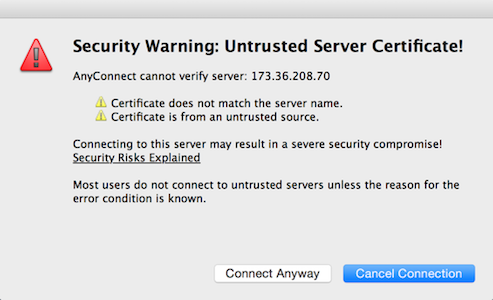 Security Warning: Untrusted Server Certificate!
AnyConnect cannot verify server: 173.36.208.70
Certificate does not match the server name.
Certificate is from an untrusted source.
Connecting to this server may result in a severe security compromise!
Security Risks Explained
Most users do not connect to untrusted servers unless the reason for the
error condition is known.
Connect Anyway
Cancel Connection